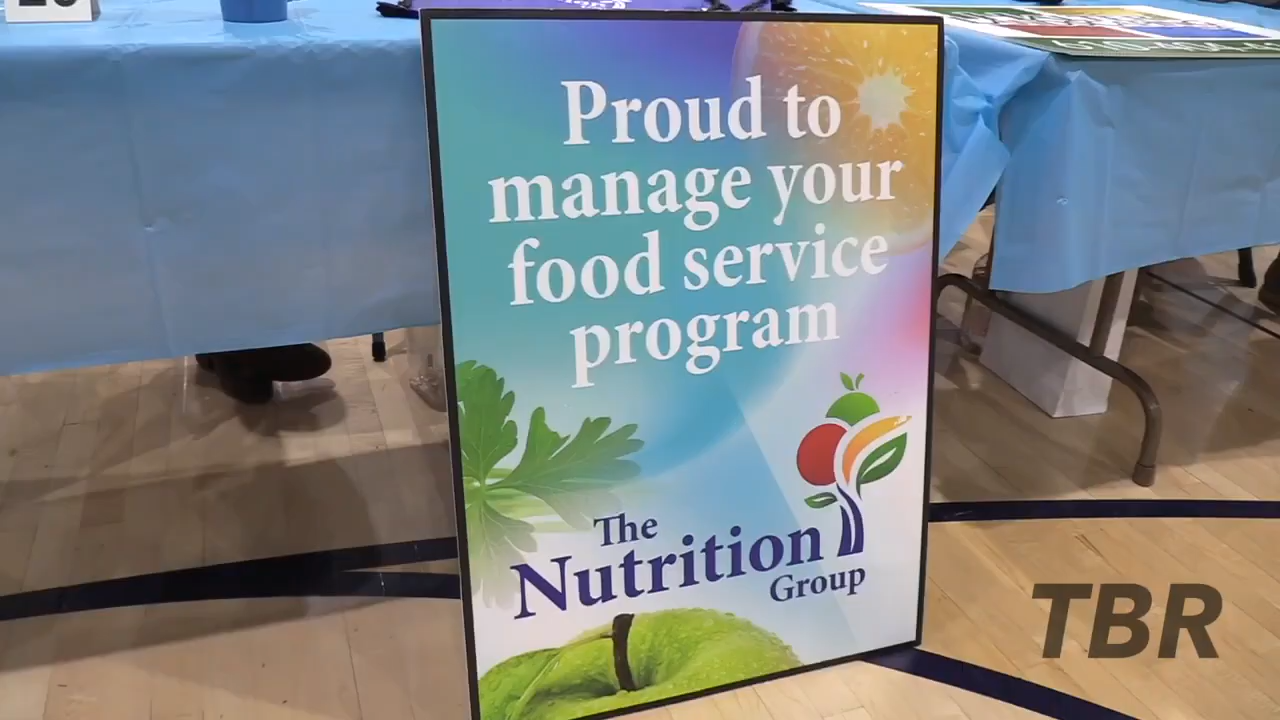 Proud to
manage your
food service
program
The
Nutrition
Group
TBR